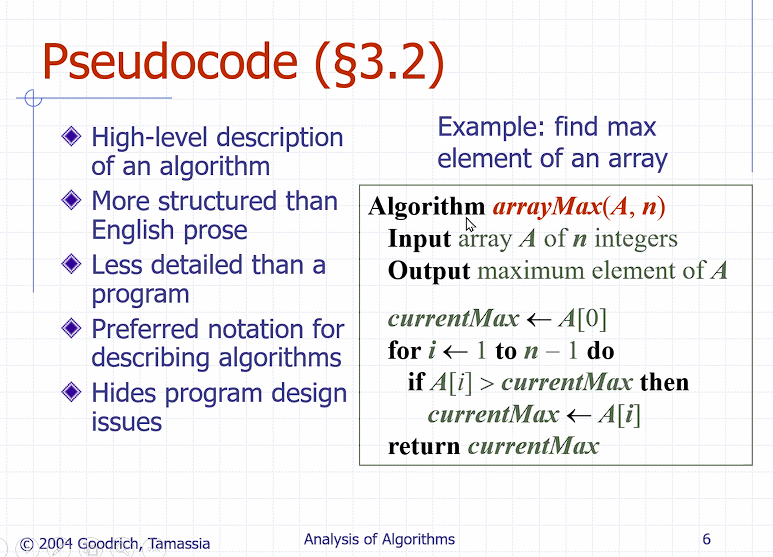 Pseudocode (§3.2)
High-level description
of an algorithm
More structured than
English prose
Less detailed than a
program
Preferred notation for
describing algorithms
Hides program design
issues
Example: find max
element of an array
Algorithm arrayMax(A, n)
Input array A of n integers
Output maximum element of A
currentMax ← A[0]
for i ← 1 to n – 1 do
if A[i] > currentMax then
currentMax ← A[i]
return currentMax
© 2004 Goodrich, Tamassia
Analysis of Algorithms
6